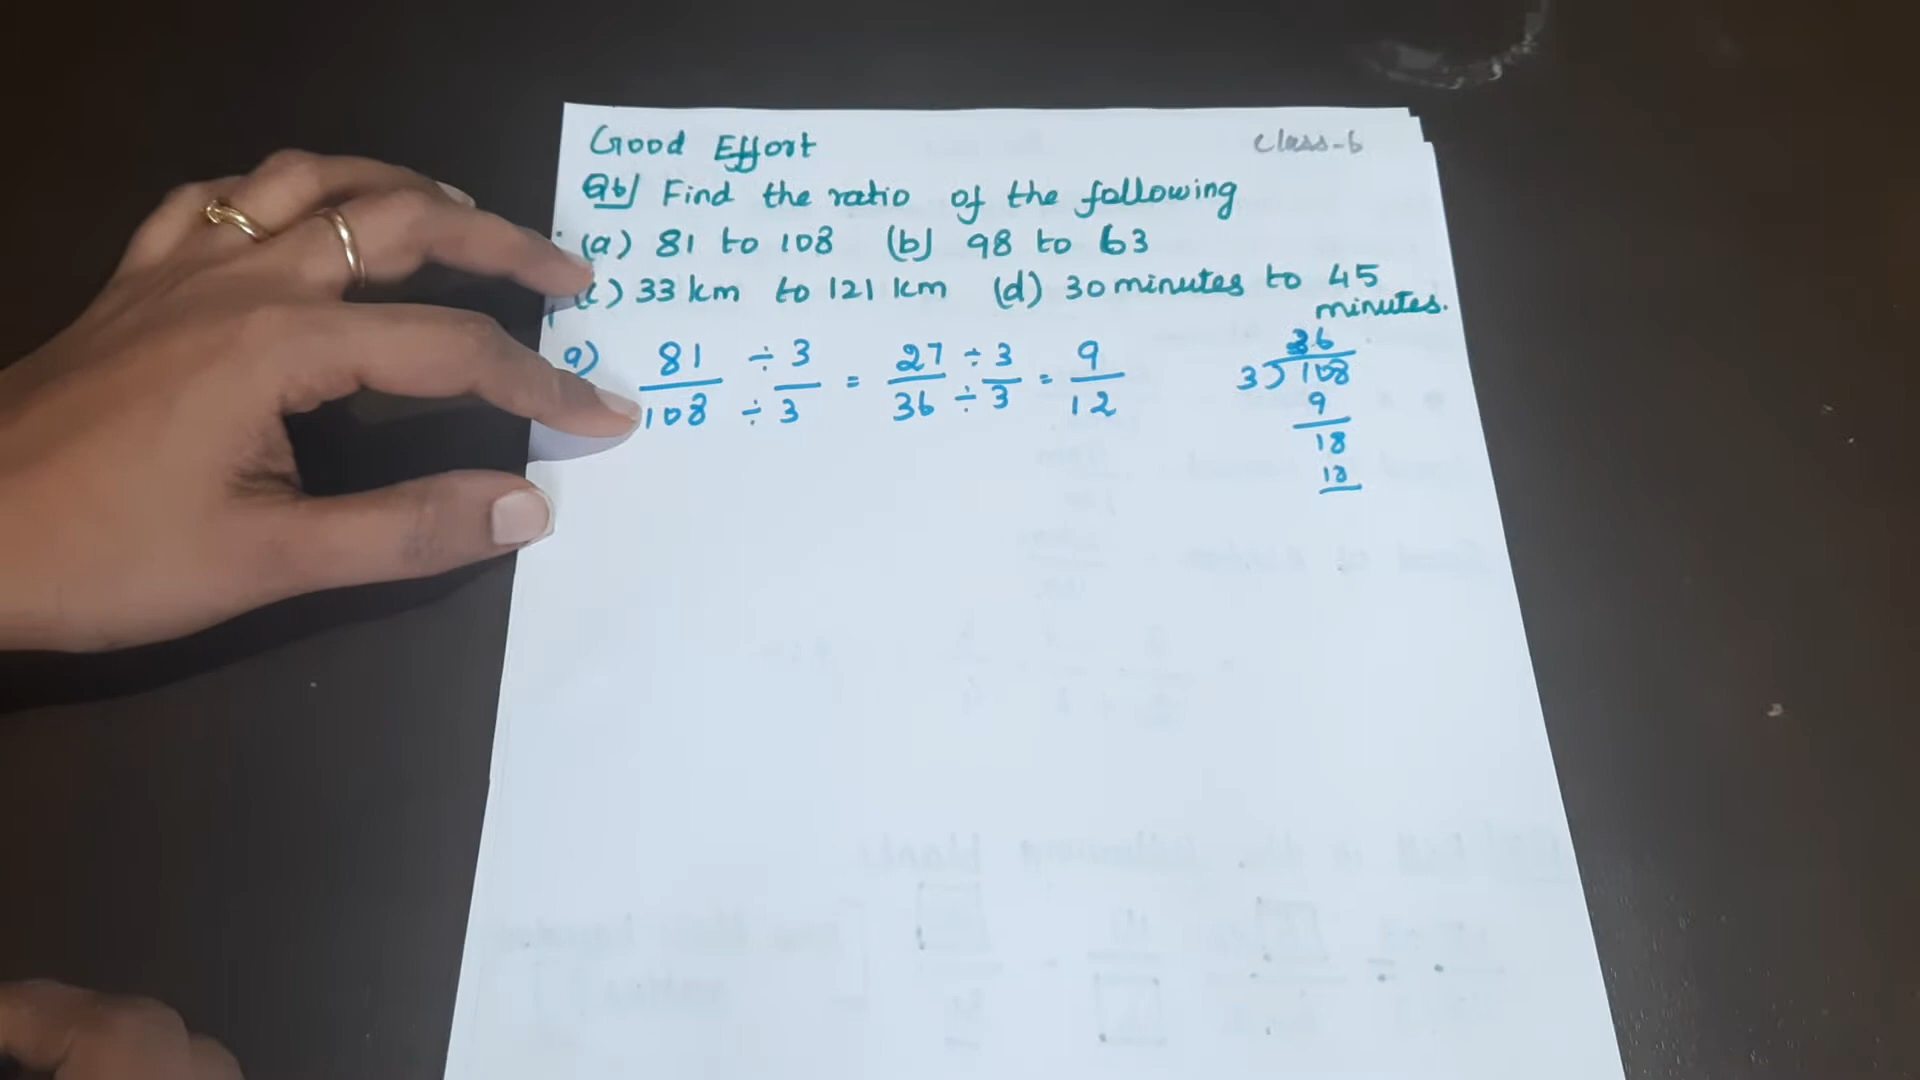 Good Effort
Class-6
Q6) Find the ratio of the following
(a) 81 to 108 (b) 98 to 63
(c) 33 km to 121 km (d) 30 minutes to 45
minutes.
a) 81/108 ÷ 3/÷ 3 = 27/36 ÷ 3/÷ 3 = 9/12
36
3) 108
9
18
18